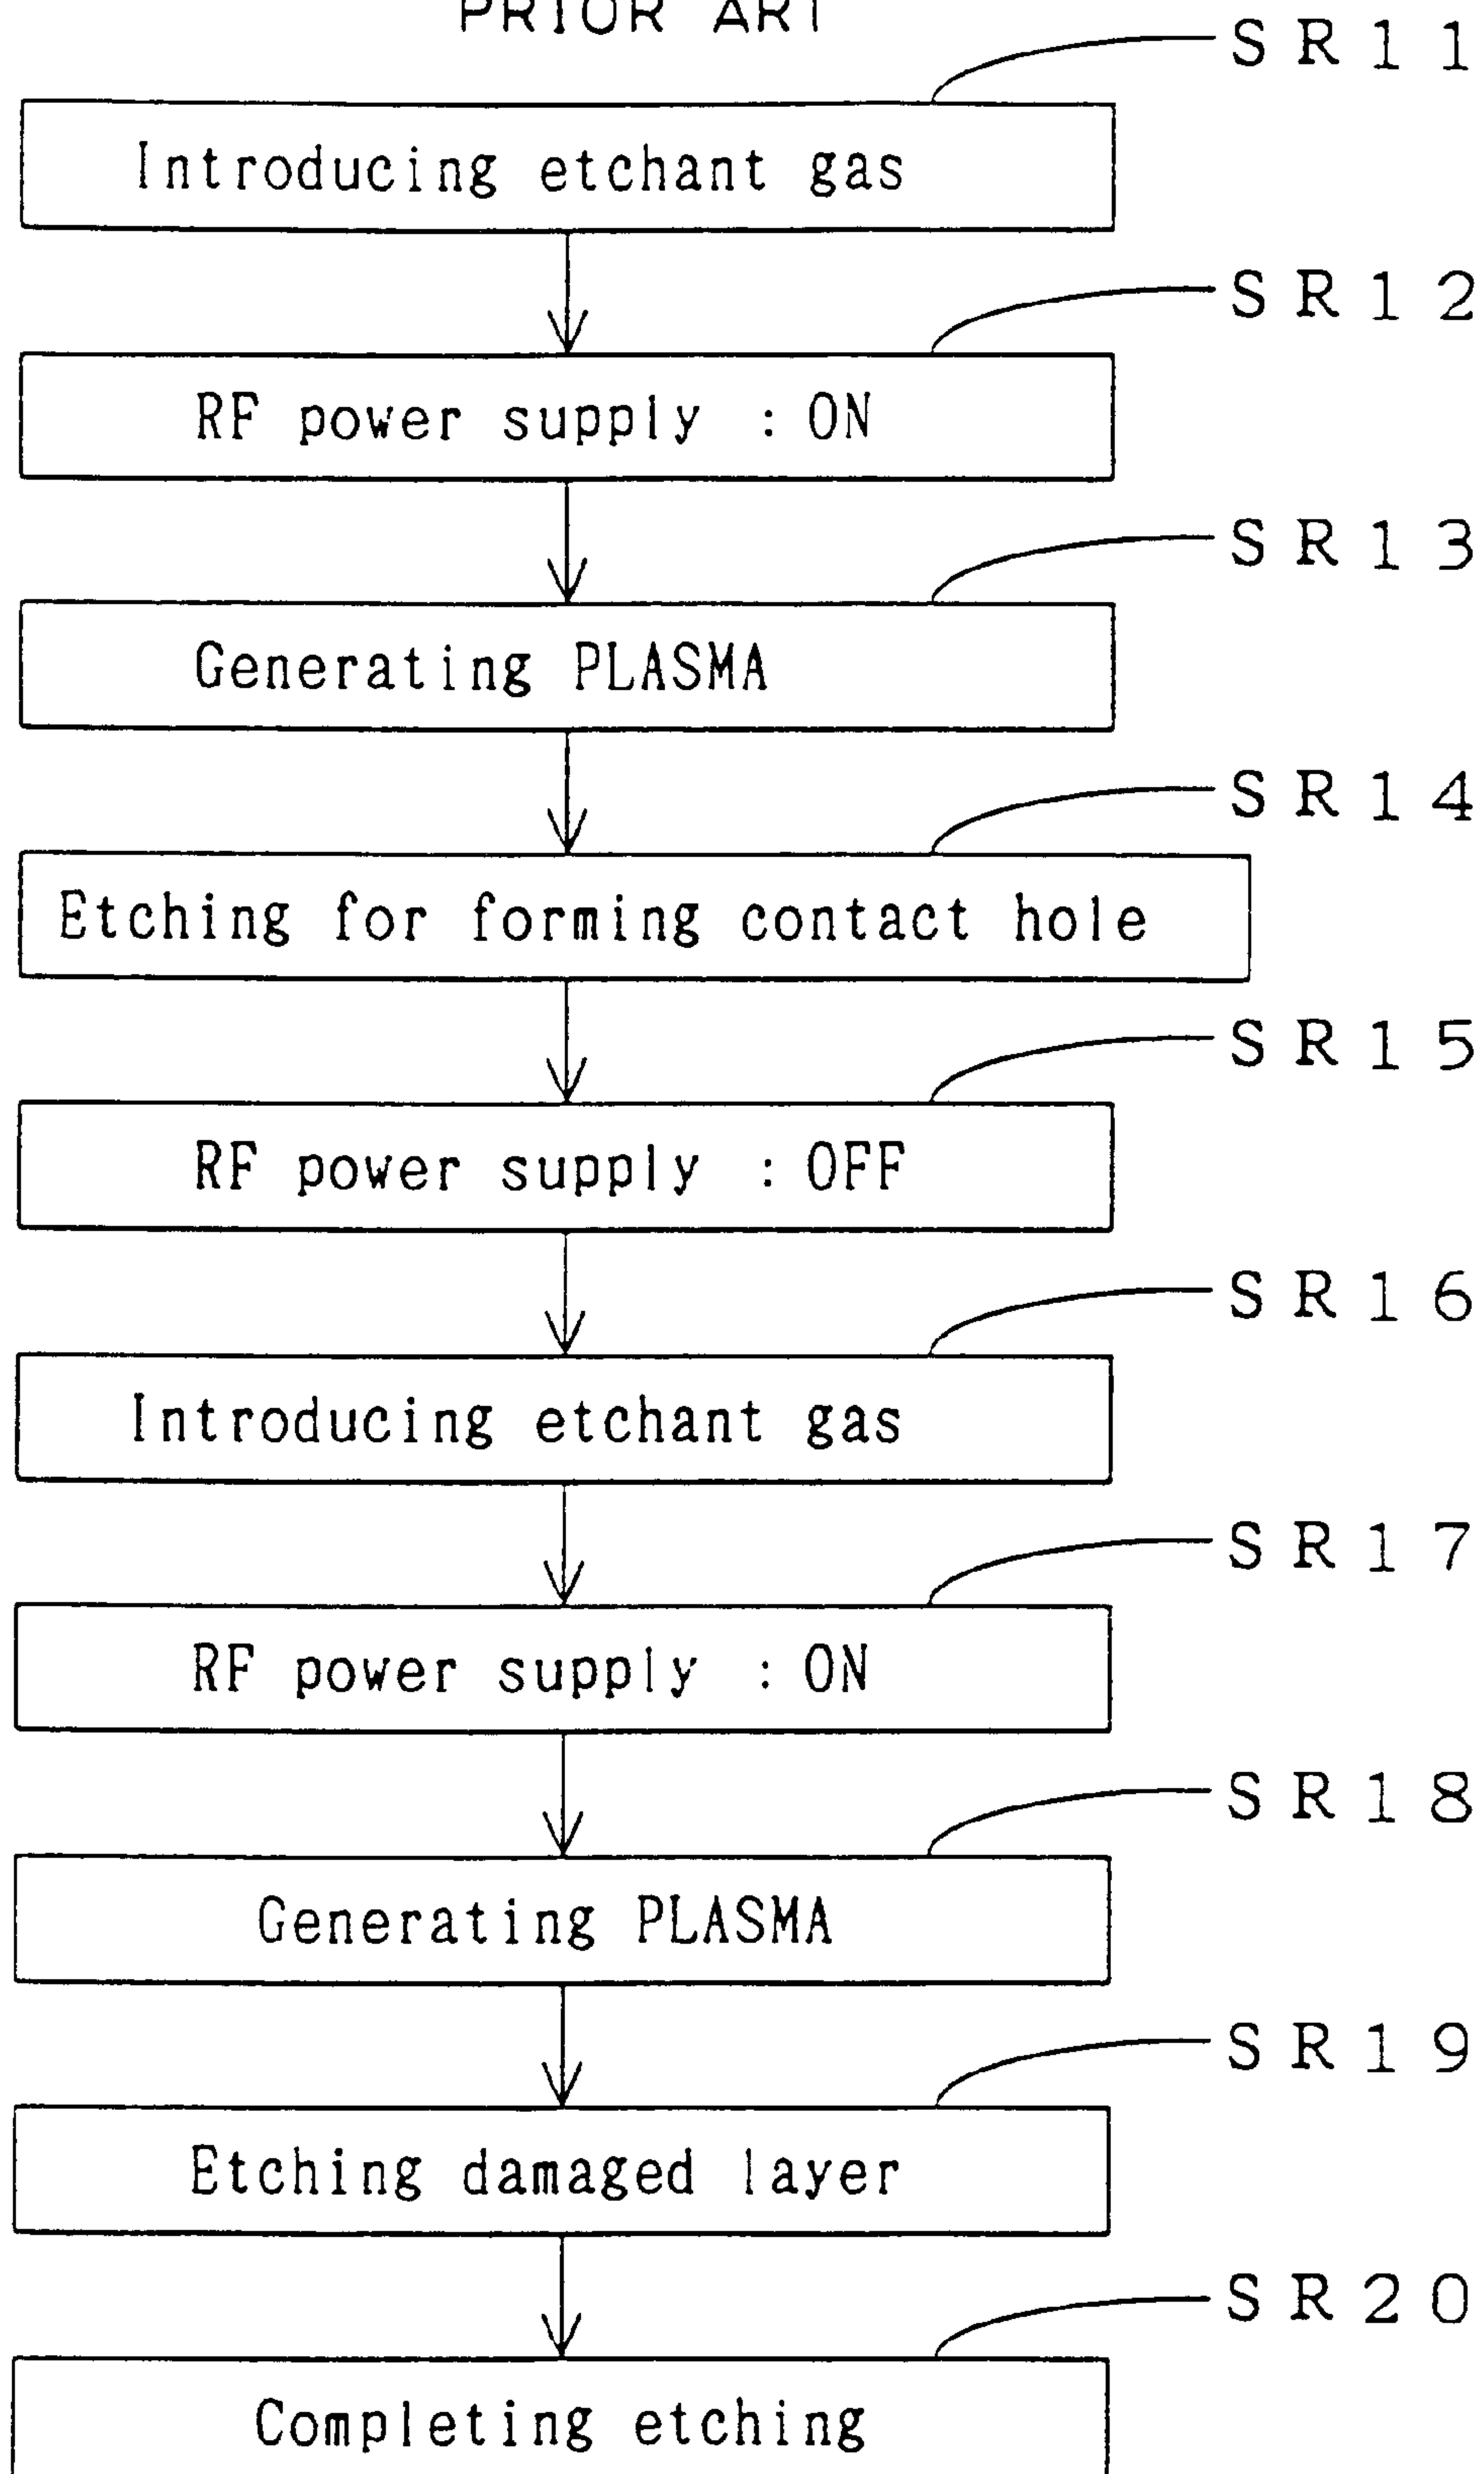 PRIOR ART
SR11
Introducing etchant gas
SR12
RF power supply : ON
SR13
Generating PLASMA
SR14
Etching for forming contact hole
SR15
RF power supply : OFF
SR16
Introducing etchant gas
SR17
RF power supply : ON
SR18
Generating PLASMA
SR19
Etching damaged layer
SR20
Completing etching